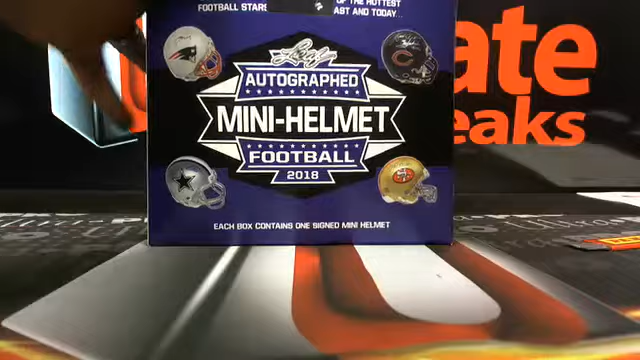 FOOTBALL STARS
OF THE HOTTEST
AST AND TODAY...
Leaf
AUTOGRAPHED
MINI-HELMET
FOOTBALL
2018
EACH BOX CONTAINS ONE SIGNED MINI HELMET
ate
eaks